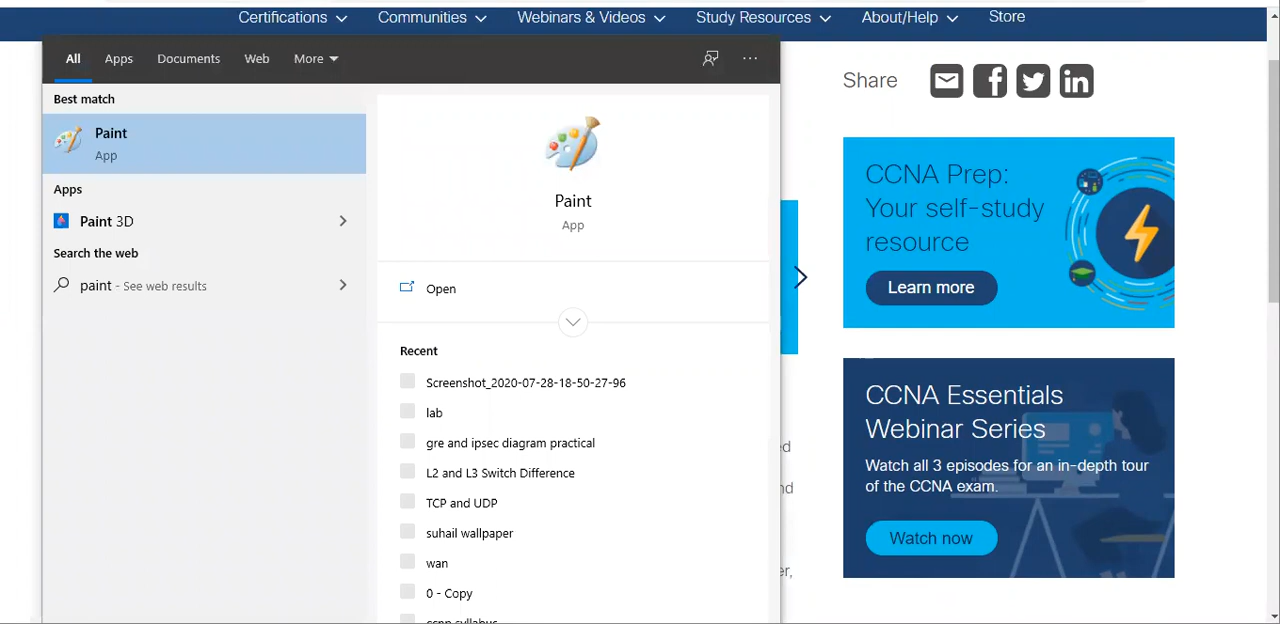 Certifications
Communities
Webinars & Videos
Study Resources
About/Help
Store
All
Apps
Documents
Web
More
Best match
Paint
App
Apps
Paint 3D
Search the web
paint - See web results
Paint
App
Open
Recent
Screenshot_2020-07-28-18-50-27-96
lab
gre and ipsec diagram practical
L2 and L3 Switch Difference
TCP and UDP
suhail wallpaper
wan
0 - Copy
ccnp syllabus
Share
CCNA Prep:
Your self-study
resource
Learn more
CCNA Essentials
Webinar Series
Watch all 3 episodes for an in-depth tour
of the CCNA exam.
Watch now